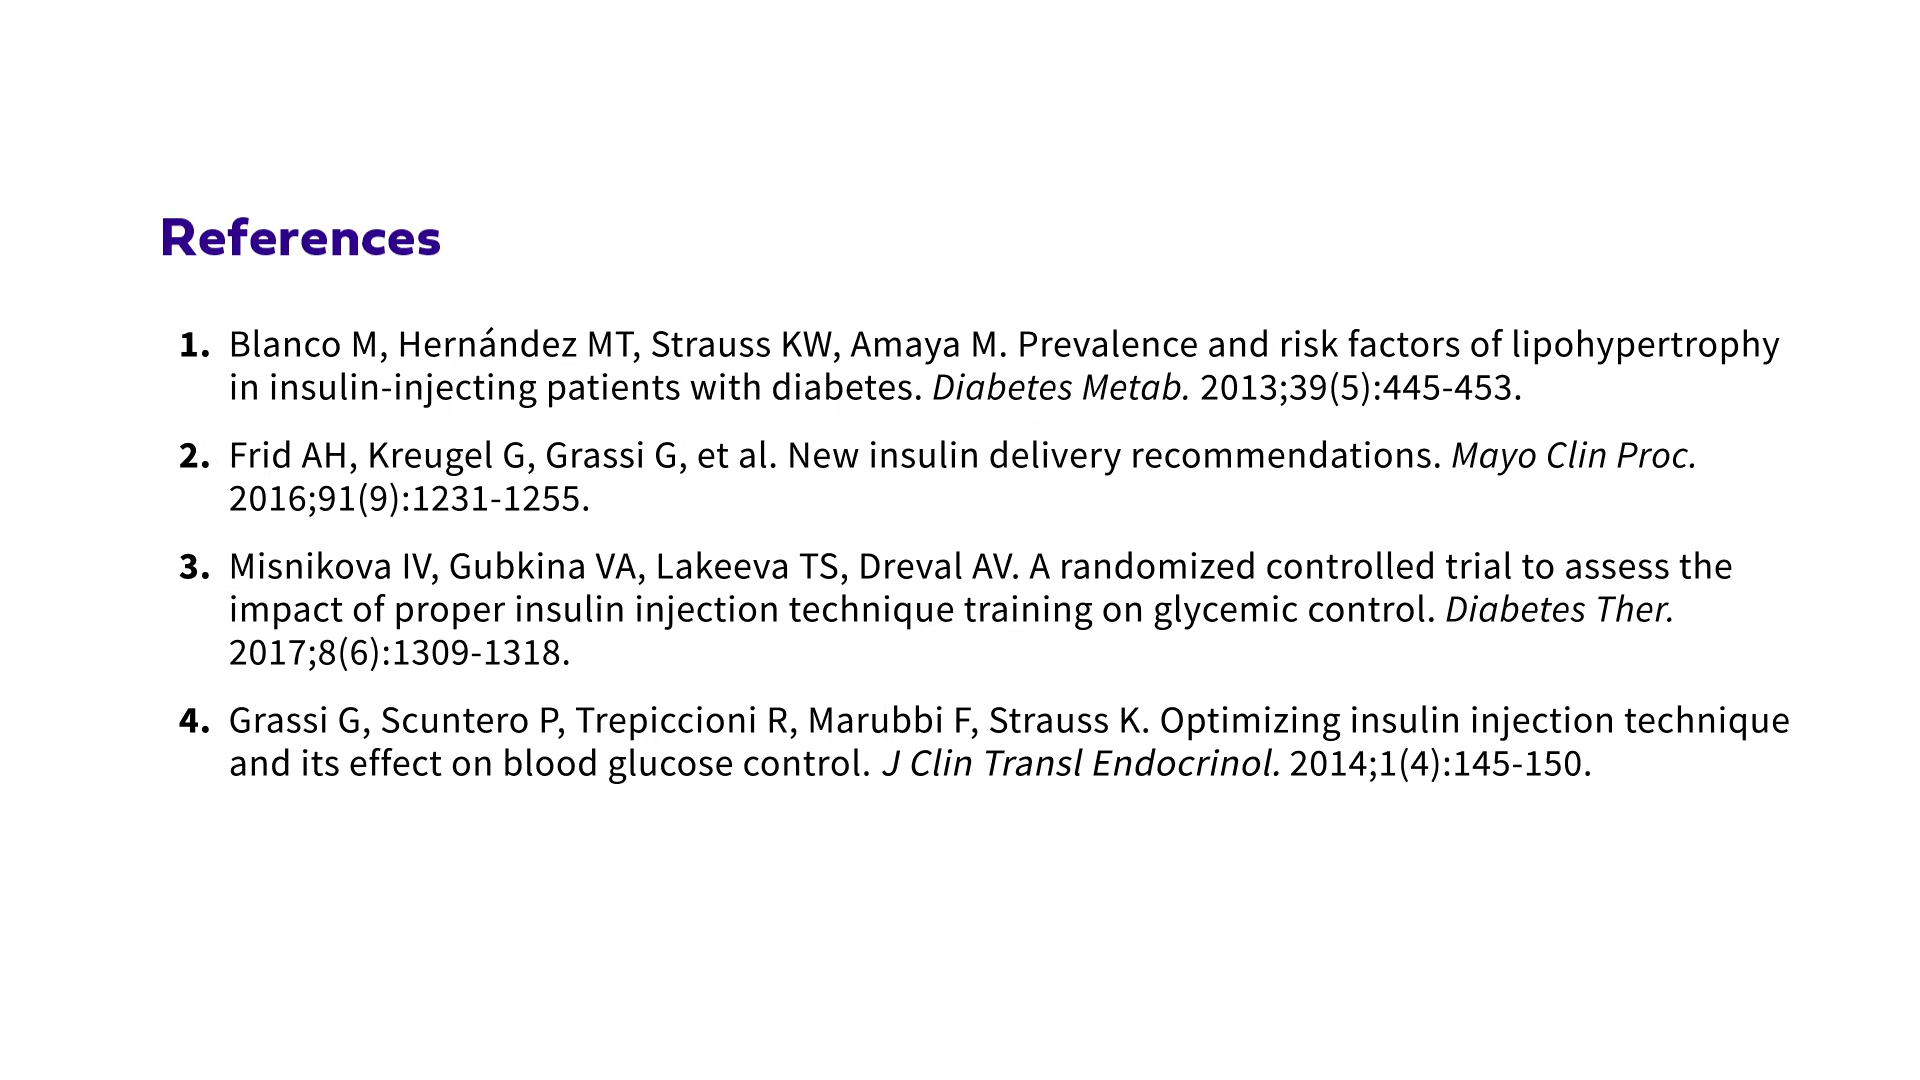 References
1. Blanco M, Hernández MT, Strauss KW, Amaya M. Prevalence and risk factors of lipohypertrophy
in insulin-injecting patients with diabetes. Diabetes Metab. 2013;39(5):445-453.
2. Frid AH, Kreugel G, Grassi G, et al. New insulin delivery recommendations. Mayo Clin Proc.
2016;91(9):1231-1255.
3. Misnikova IV, Gubkina VA, Lakeeva TS, Dreval AV. A randomized controlled trial to assess the
impact of proper insulin injection technique training on glycemic control. Diabetes Ther.
2017;8(6):1309-1318.
4. Grassi G, Scuntero P, Trepiccioni R, Marubbi F, Strauss K. Optimizing insulin injection technique
and its effect on blood glucose control. J Clin Transl Endocrinol. 2014;1(4):145-150.